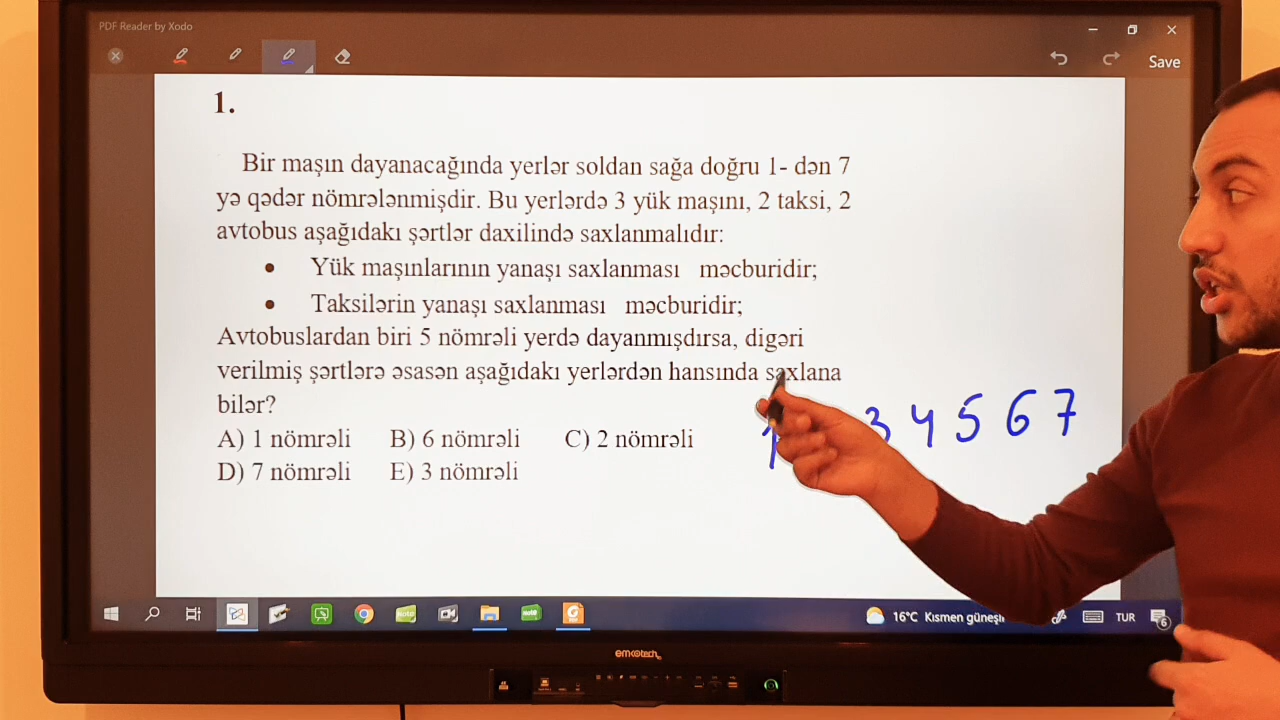 PDF Reader by Xodo
Save
1.
Bir maşın dayanacağında yerlər soldan sağa doğru 1- dən 7
yə qədər nömrələnmişdir. Bu yerlərdə 3 yük maşını, 2 taksi, 2
avtobus aşağıdakı şərtlər daxilində saxlanmalıdır:
• Yük maşınlarının yanaşı saxlanması məcburidir;
• Taksilərin yanaşı saxlanması məcburidir;
Avtobuslardan biri 5 nömrəli yerdə dayanmışdırsa, digəri
verilmiş şərtlərə əsasən aşağıdakı yerlərdən hansında saxlana
bilər?
A) 1 nömrəli B) 6 nömrəli C) 2 nömrəli
D) 7 nömrəli E) 3 nömrəli
1 3 4 5 6 7
16°C Kısmen güneşli TUR 6
emkotech